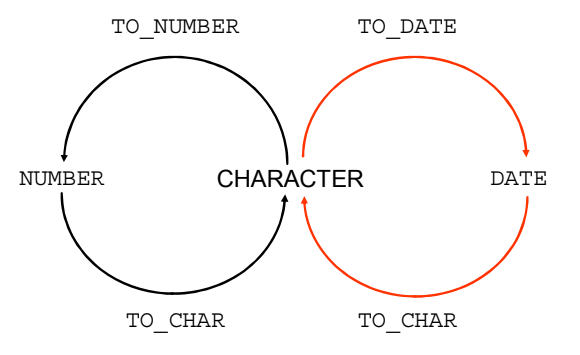 TO_NUMBER TO_DATE
NUMBER CHARACTER DATE
TO_CHAR TO_CHAR